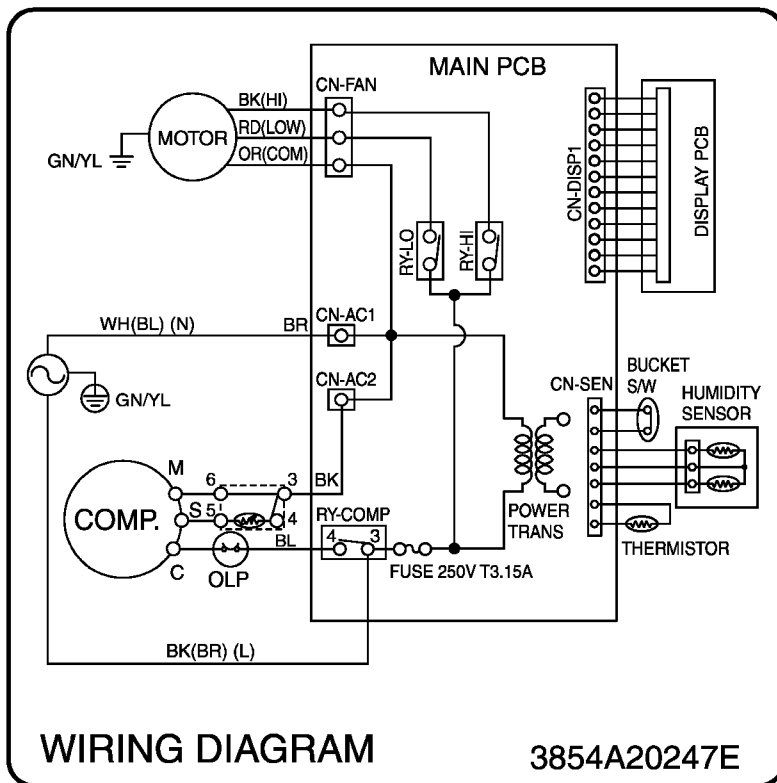 MAIN PCB
CN-FAN
BK(HI)
RD(LOW)
OR(COM)
MOTOR
GN/YL
CN-DISP1
DISPLAY PCB
RY-LO
RY-HI
WH(BL) (N)
BR
CN-AC1
CN-AC2
GN/YL
CN-SEN
BUCKET
S/W
HUMIDITY
SENSOR
M
6
3
BK
COMP.
S
5
4
RY-COMP
4
3
POWER
TRANS
THERMISTOR
C
OLP
BL
FUSE 250V T3.15A
BK(BR) (L)
WIRING DIAGRAM
3854A20247E